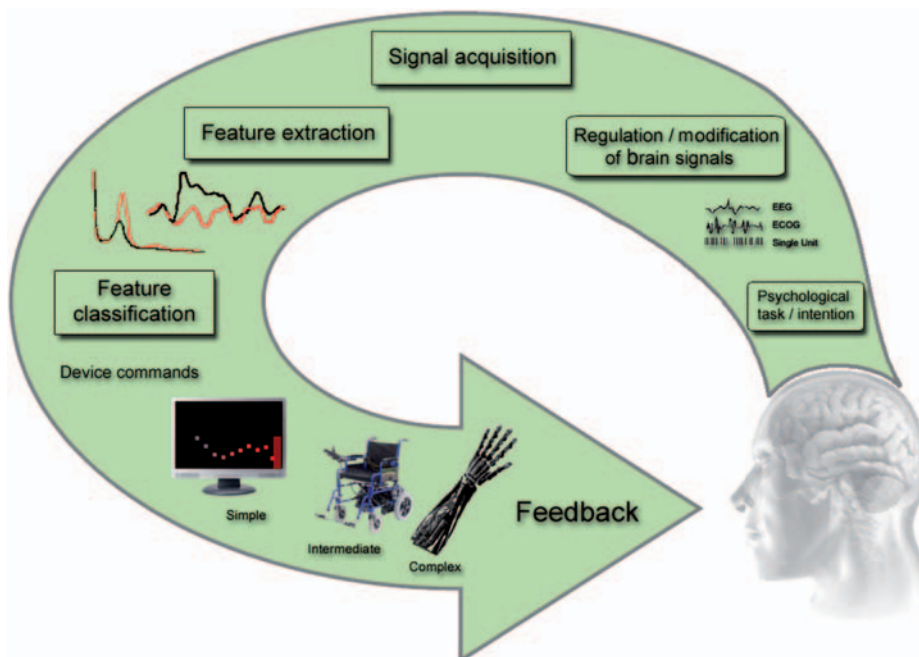 Signal acquisition
Feature extraction
Regulation / modification
of brain signals
EEG
ECOG
Single Unit
Psychological
task / intention
Feature
classification
Device commands
Simple
Intermediate
Complex
Feedback